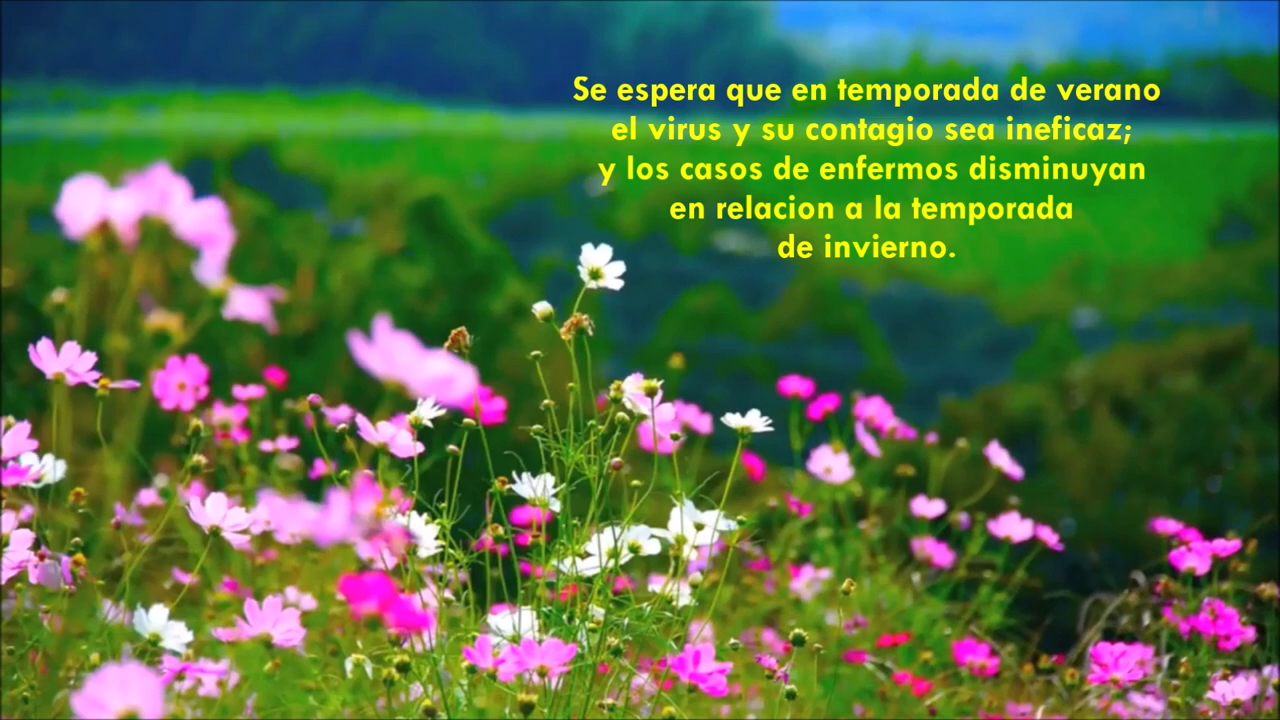 Se espera que en temporada de verano
el virus y su contagio sea ineficaz;
y los casos de enfermos disminuyan
en relacion a la temporada
de invierno.